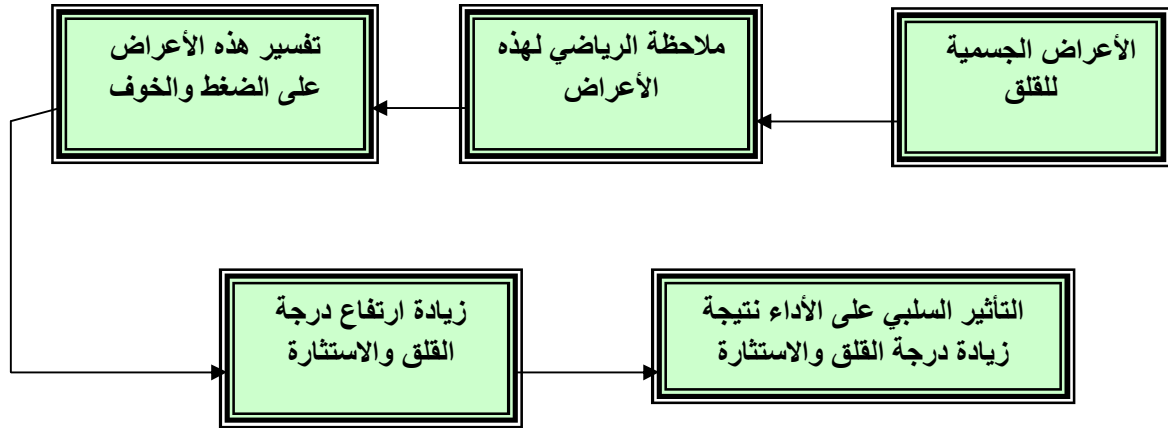 الأعراض الجسمية
للقلق
ملاحظة الرياضي لهذه
الأعراض
تفسير هذه الأعراض
على الضغط والخوف
زيادة ارتفاع درجة
القلق والاستثارة
التأثير السلبي على الأداء نتيجة
زيادة درجة القلق والاستثارة